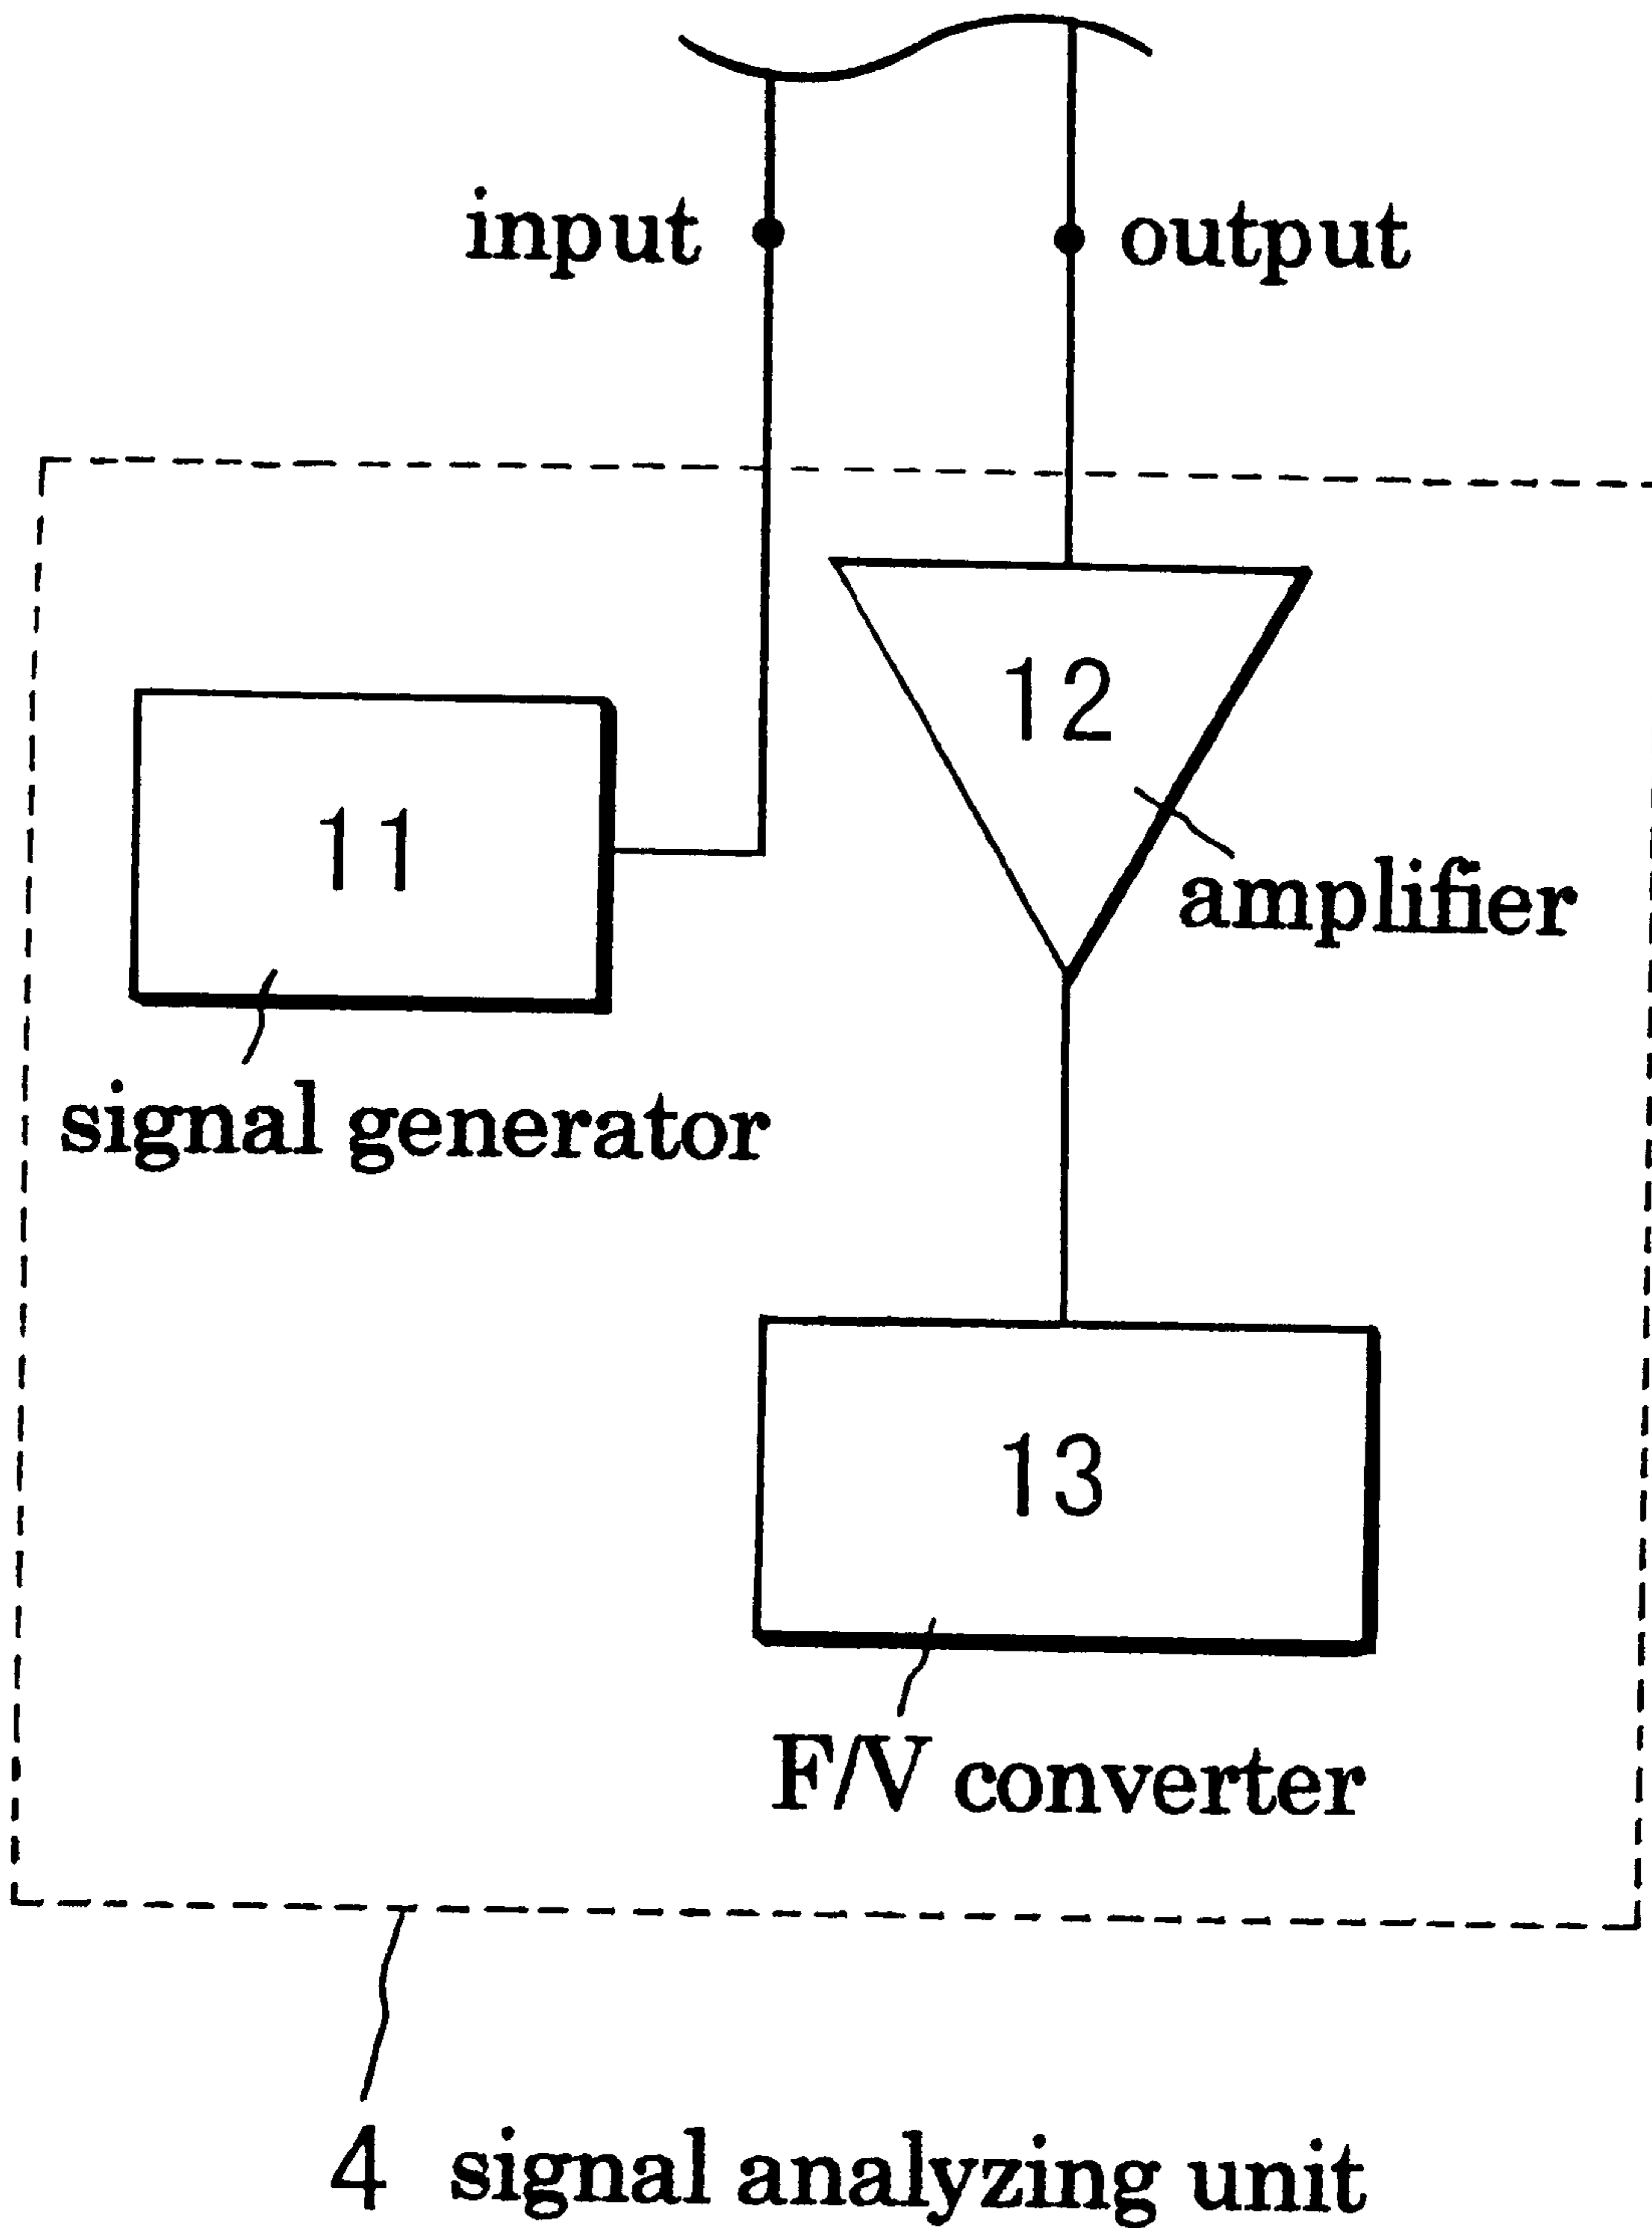 input
output
12
11
amplifier
signal generator
13
F/V converter
4 signal analyzing unit